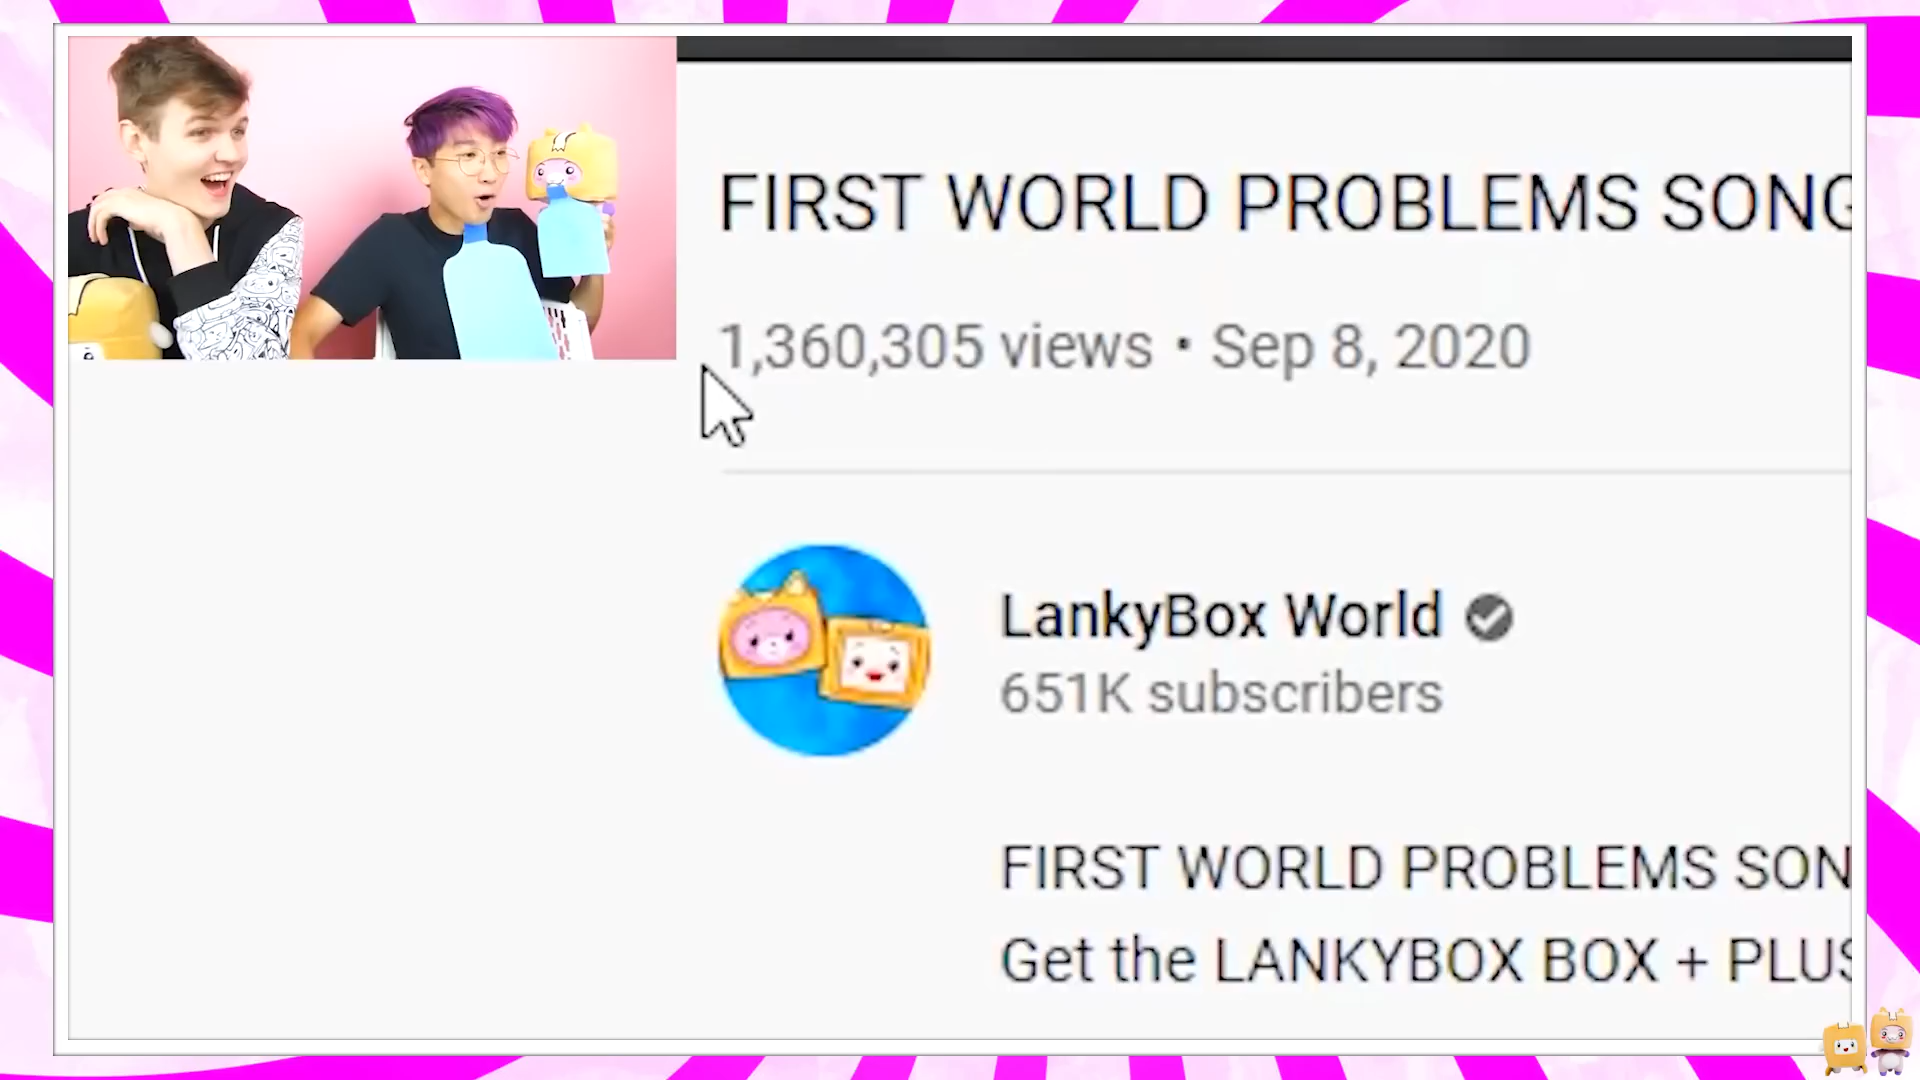 FIRST WORLD PROBLEMS SONG
1,360,305 views • Sep 8, 2020
LankyBox World
651K subscribers
FIRST WORLD PROBLEMS SON
Get the LANKYBOX BOX + PLUS